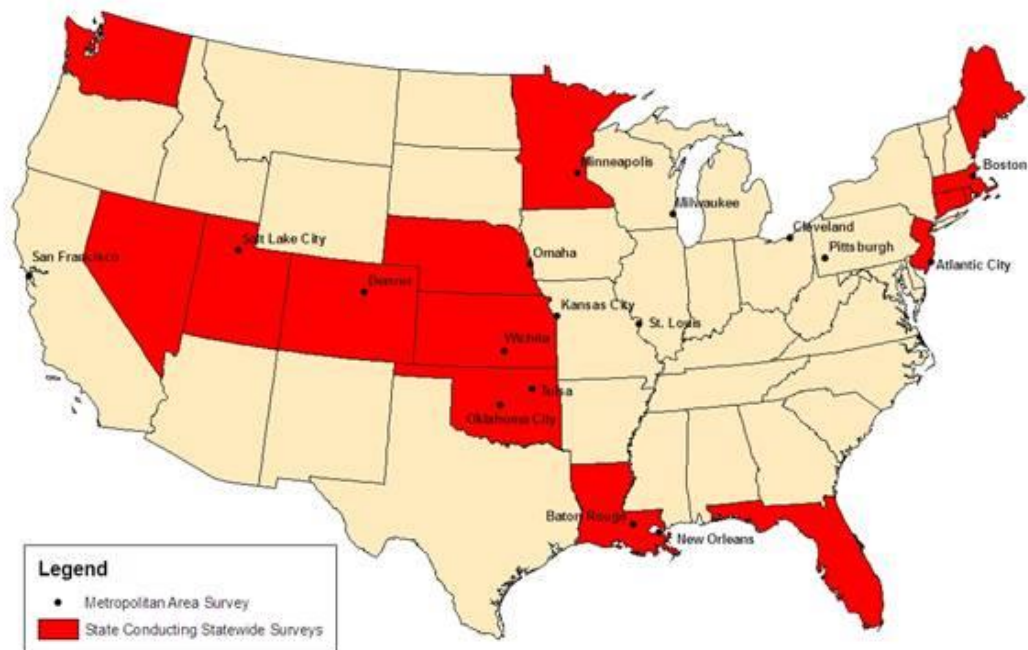 Minneapolis
Boston
Milwaukee
Cleveland
Salt Lake City
San Francisco
Omaha
Pittsburgh
Atlantic City
Denver
Kansas City
St. Louis
Wichita
Tulsa
Oklahoma City
Baton Rouge
New Orleans
Legend
Metropolitan Area Survey
State Conducting Statewide Surveys